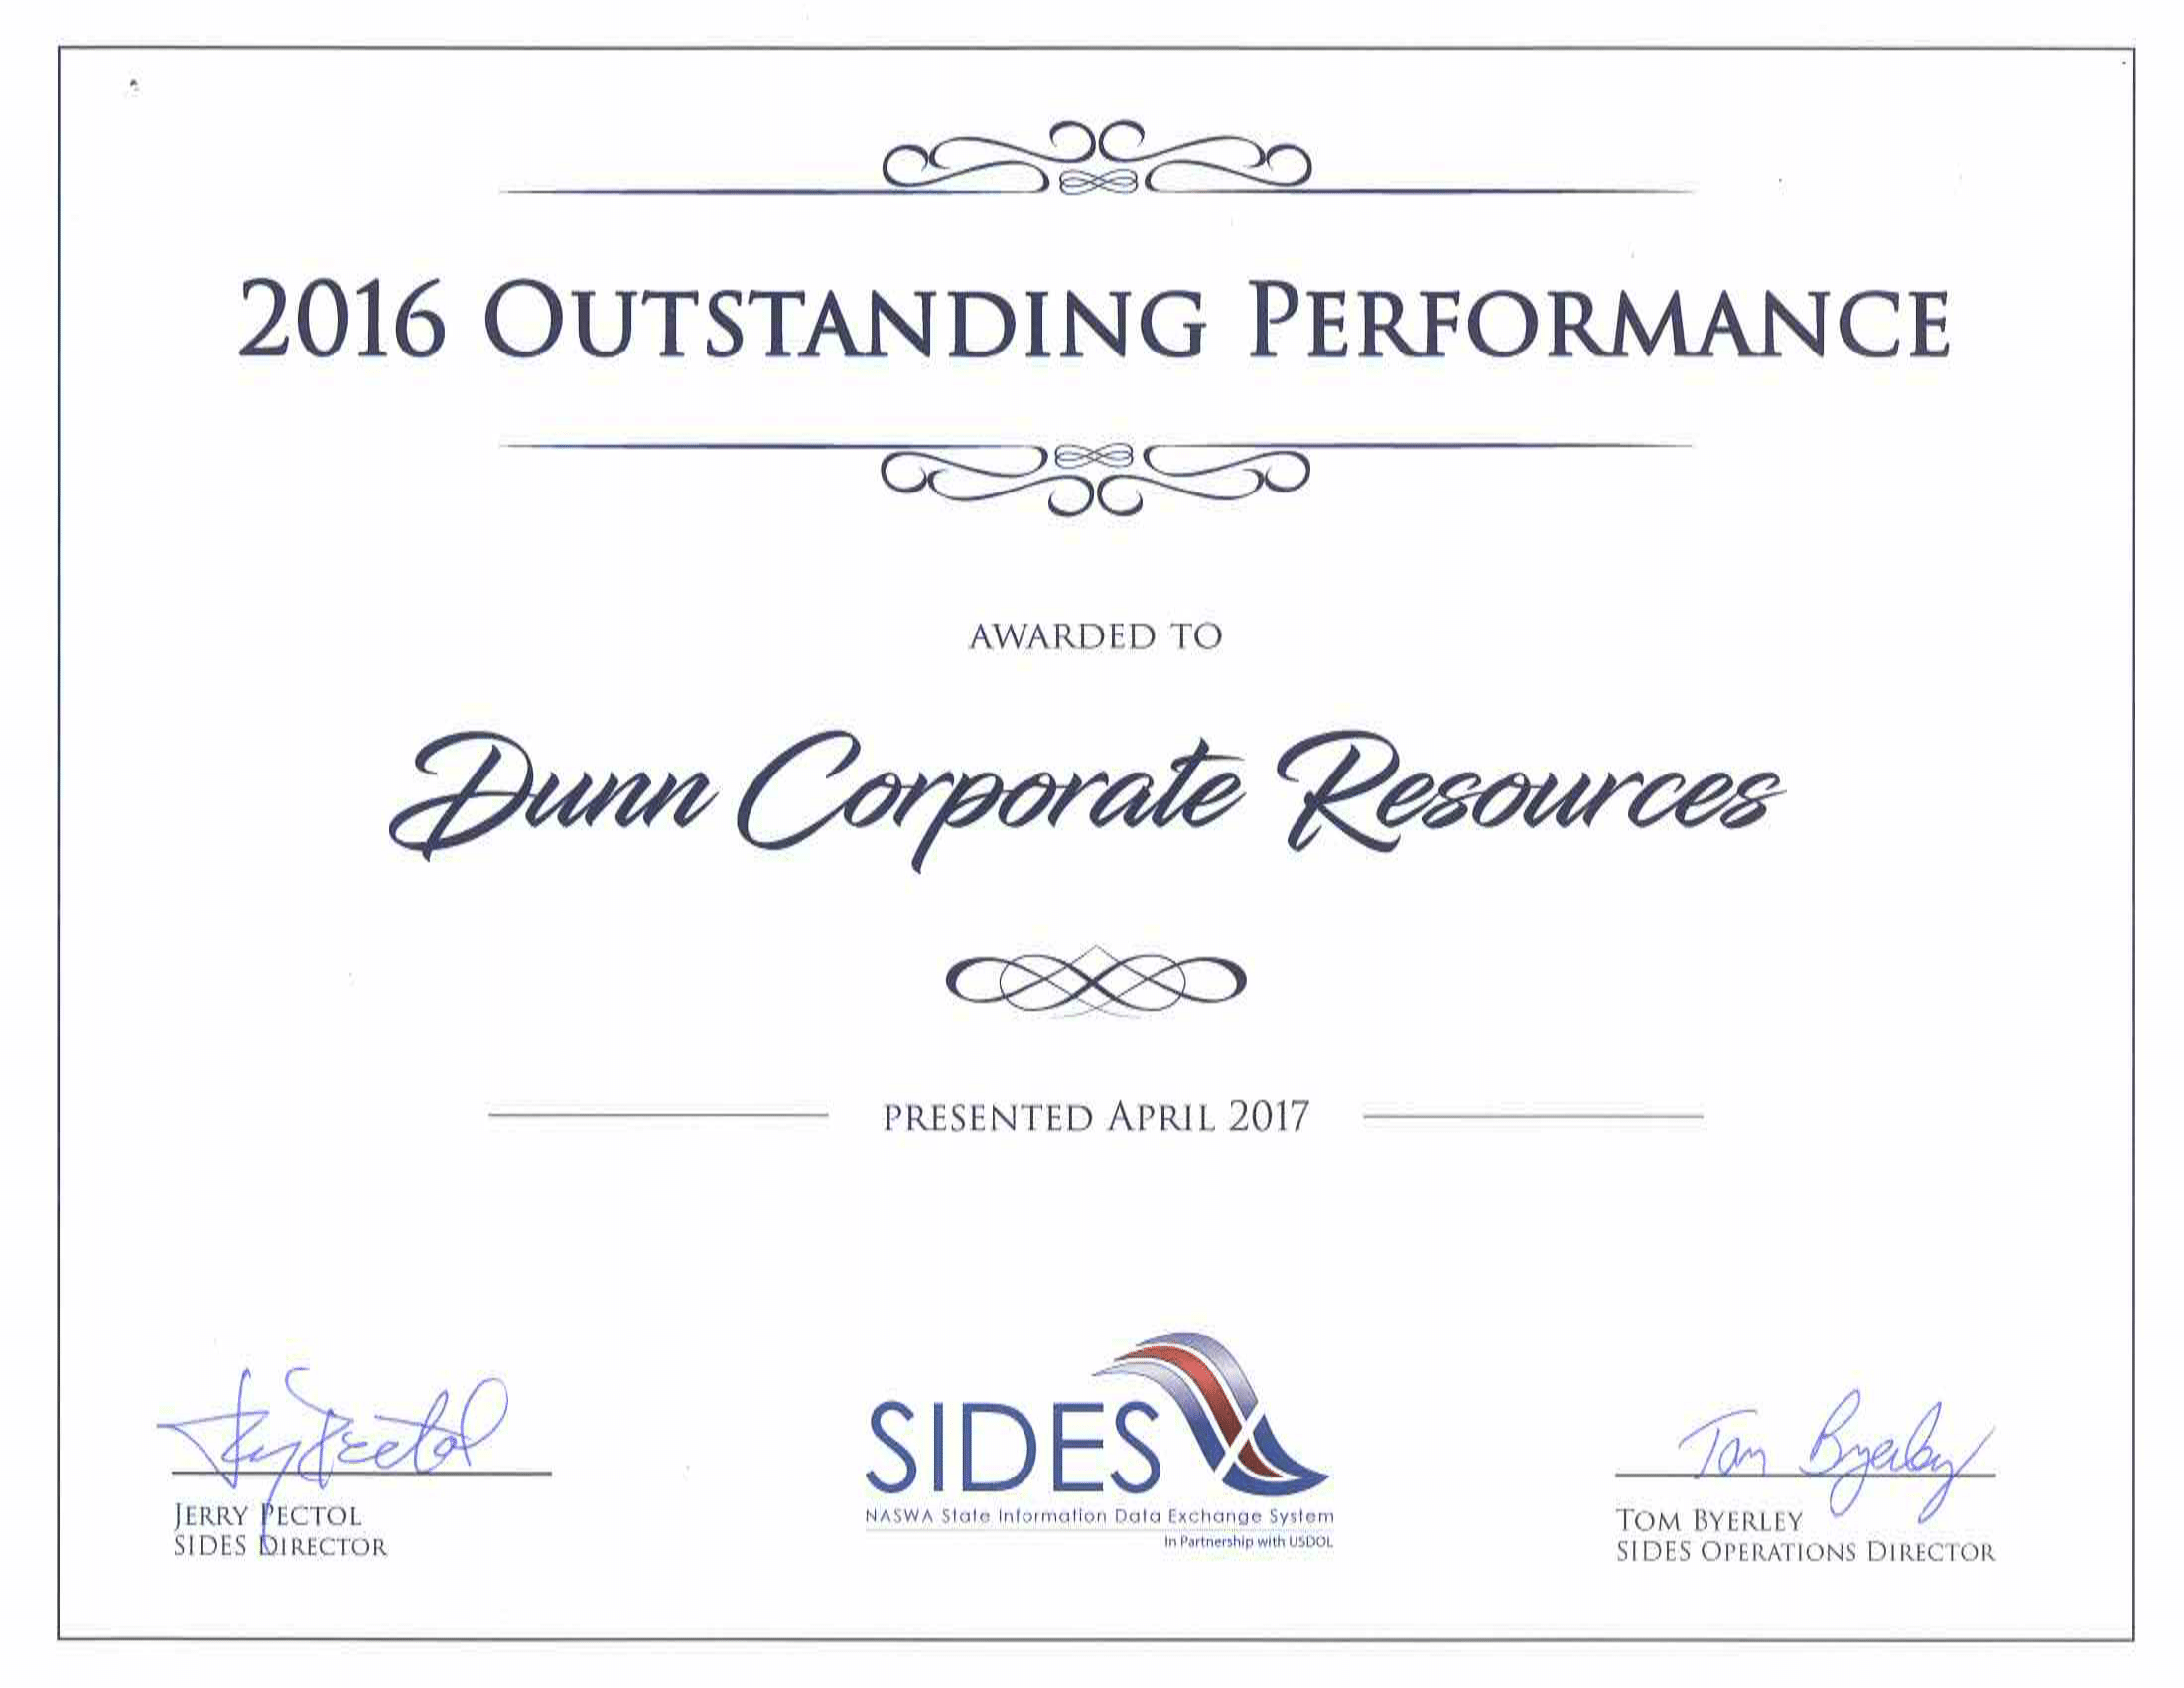 2016 OUTSTANDING PERFORMANCE
AWARDED TO
Dunn Corporate Resources
PRESENTED APRIL 2017
Jerry Pectol
Tom Byerley
JERRY PECTOL
SIDES DIRECTOR
SIDES
NASWA State Information Data Exchange System
In Partnership with USDOL
TOM BYERLEY
SIDES OPERATIONS DIRECTOR